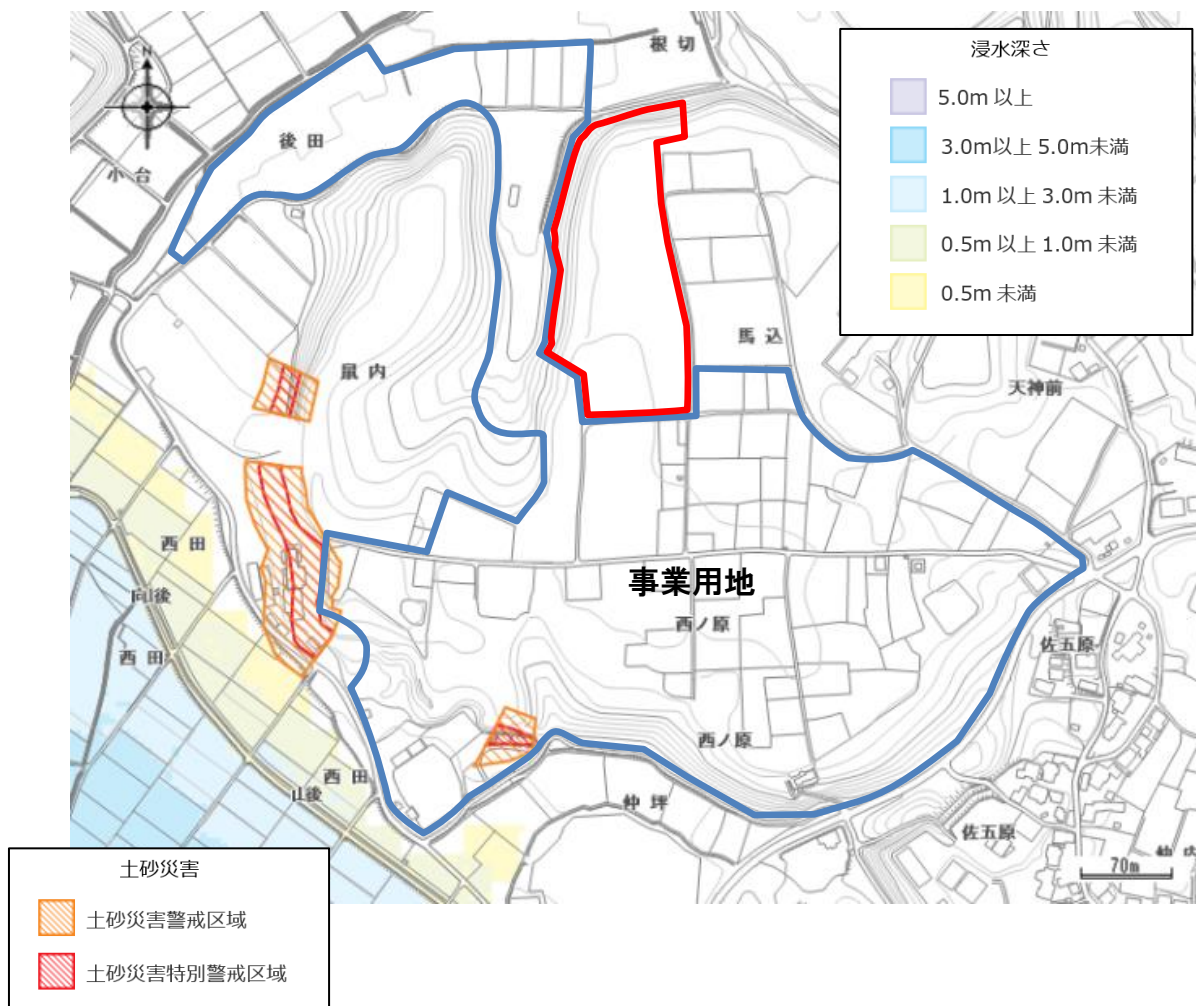 浸水深さ
5.0m 以上
3.0m以上 5.0m未満
1.0m 以上 3.0m 未満
0.5m 以上 1.0m 未満
0.5m 未満
N
根切
後田
小台
鼠内
馬込
天神前
西田
向山後
西田
事業用地
西ノ原
佐五原
西ノ原
西田
山後
仲坪
佐五原
70m
土砂災害
土砂災害警戒区域
土砂災害特別警戒区域